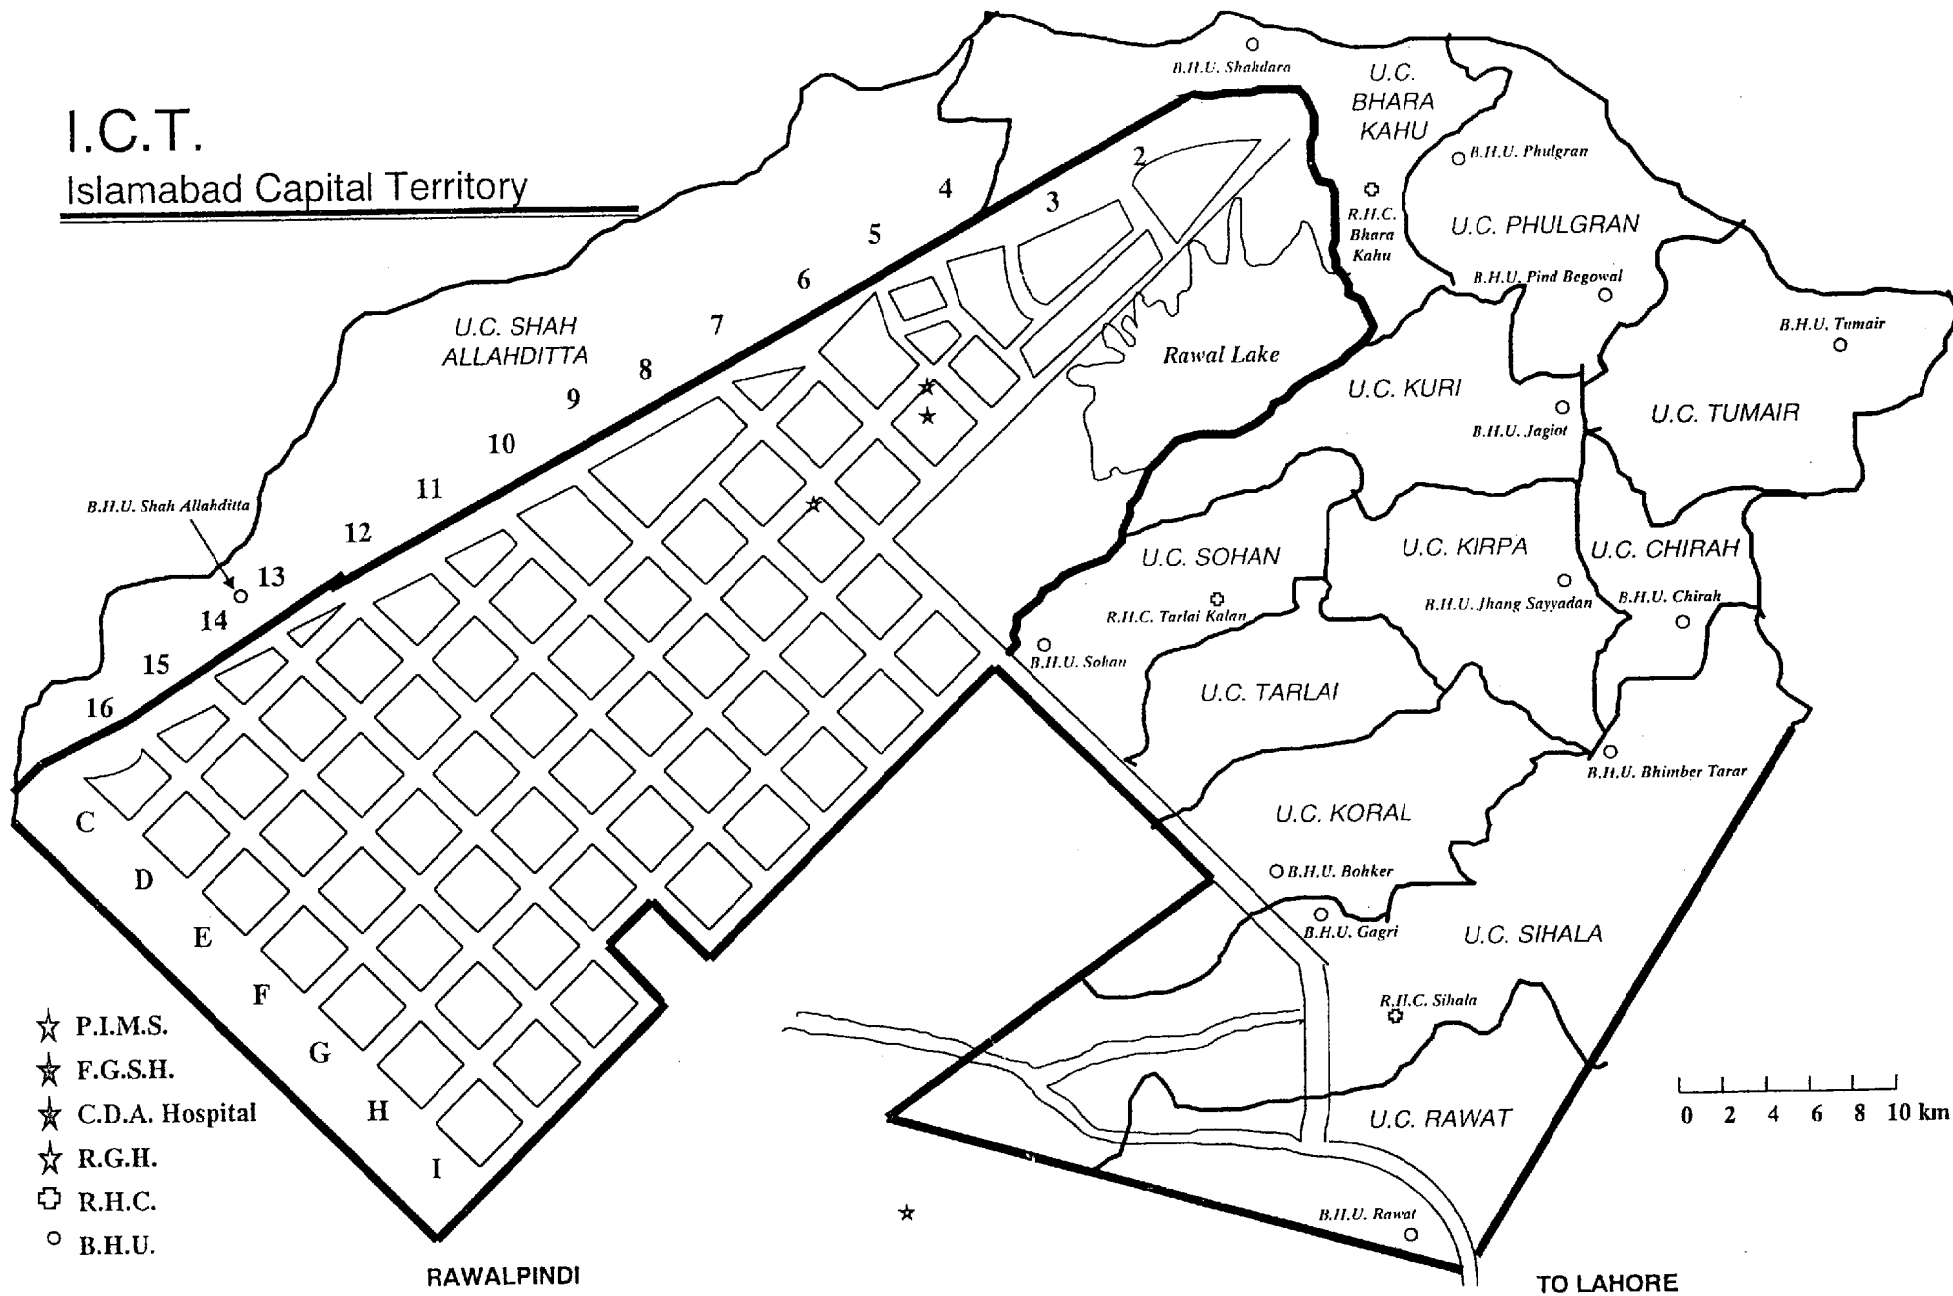 I.C.T.
Islamabad Capital Territory
B.H.U. Shahdara
U.C.
BHARA
KAHU
B.H.U. Phulgran
R.H.C.
Bhara
Kahu
U.C. PHULGRAN
B.H.U. Pind Begowal
B.H.U. Tumair
2
3
4
5
6
7
8
9
10
11
12
13
14
15
16
U.C. SHAH
ALLAHDITTA
B.H.U. Shah Allahditta
Rawal Lake
U.C. KURI
B.H.U. Jagiot
U.C. TUMAIR
U.C. SOHAN
R.H.C. Tarlai Kalan
B.H.U. Sohan
U.C. KIRPA
B.H.U. Jhang Sayyadan
U.C. CHIRAH
B.H.U. Chirah
U.C. TARLAI
B.H.U. Bhimber Tarar
U.C. KORAL
B.H.U. Bohker
B.H.U. Gagri
U.C. SIHALA
R.H.C. Sihala
U.C. RAWAT
B.H.U. Rawat
C
D
E
F
G
H
I
P.I.M.S.
F.G.S.H.
C.D.A. Hospital
R.G.H.
R.H.C.
B.H.U.
0 2 4 6 8 10 km
RAWALPINDI
TO LAHORE